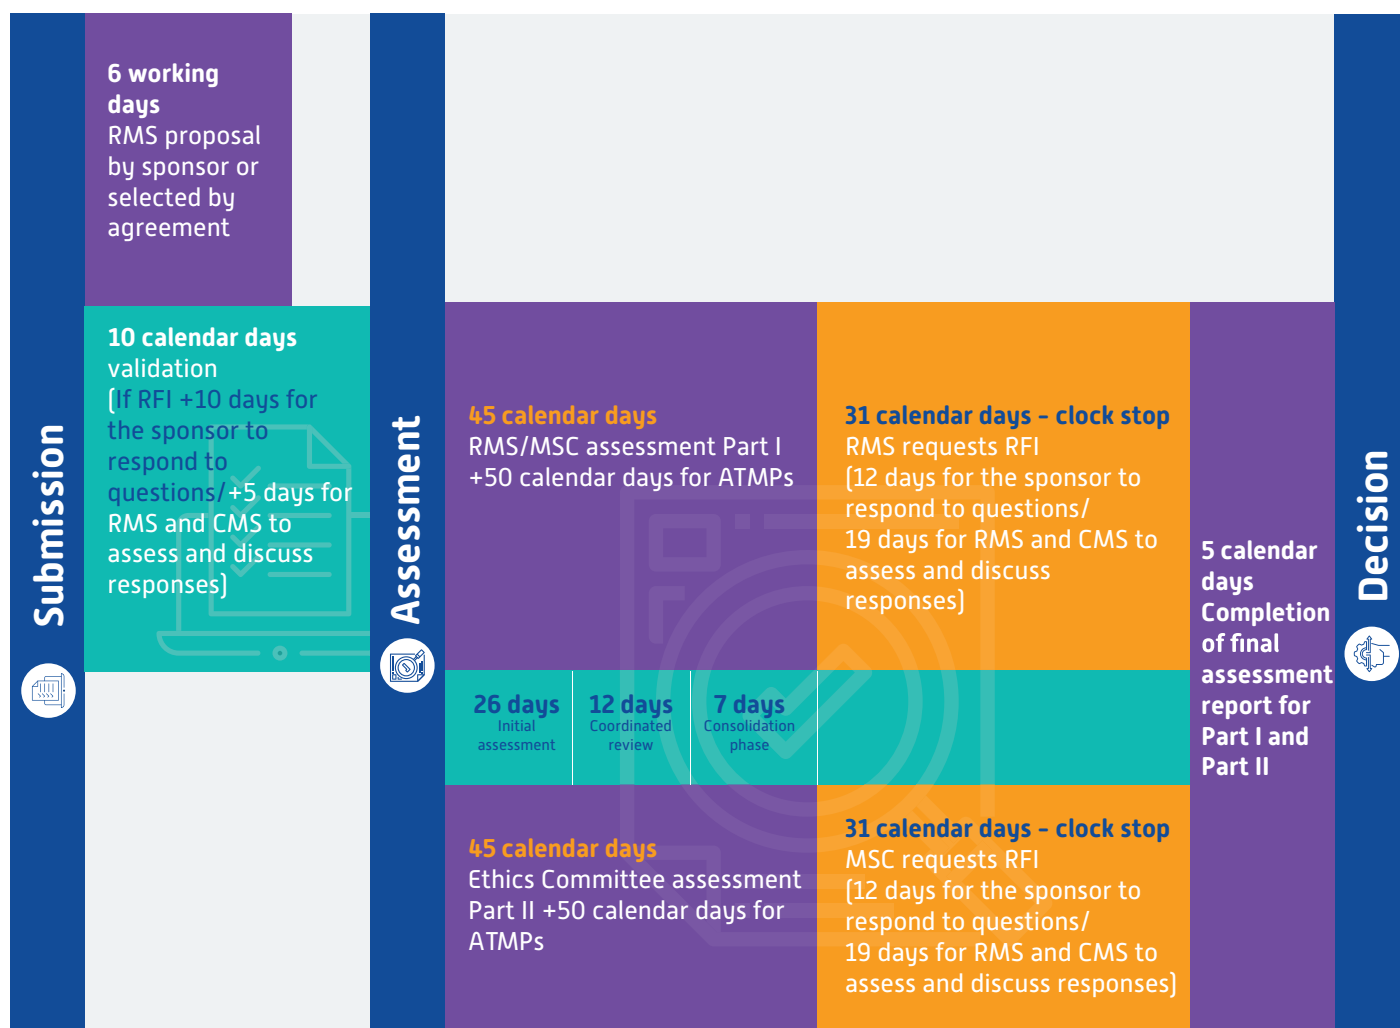 Submission
6 working
days
RMS proposal
by sponsor or
selected by
agreement
10 calendar days
validation
(If RFI +10 days for
the sponsor to
respond to
questions/+5 days for
RMS and CMS to
assess and discuss
responses)
Assessment
45 calendar days
RMS/MSC assessment Part I
+50 calendar days for ATMPs
31 calendar days - clock stop
RMS requests RFI
(12 days for the sponsor to
respond to questions/
19 days for RMS and CMS to
assess and discuss
responses)
26 days
Initial
assessment
12 days
Coordinated
review
7 days
Consolidation
phase
45 calendar days
Ethics Committee assessment
Part II +50 calendar days for
ATMPs
31 calendar days - clock stop
MSC requests RFI
(12 days for the sponsor to
respond to questions/
19 days for RMS and CMS to
assess and discuss responses)
5 calendar
days
Completion
of final
assessment
report for
Part I and
Part II
Decision